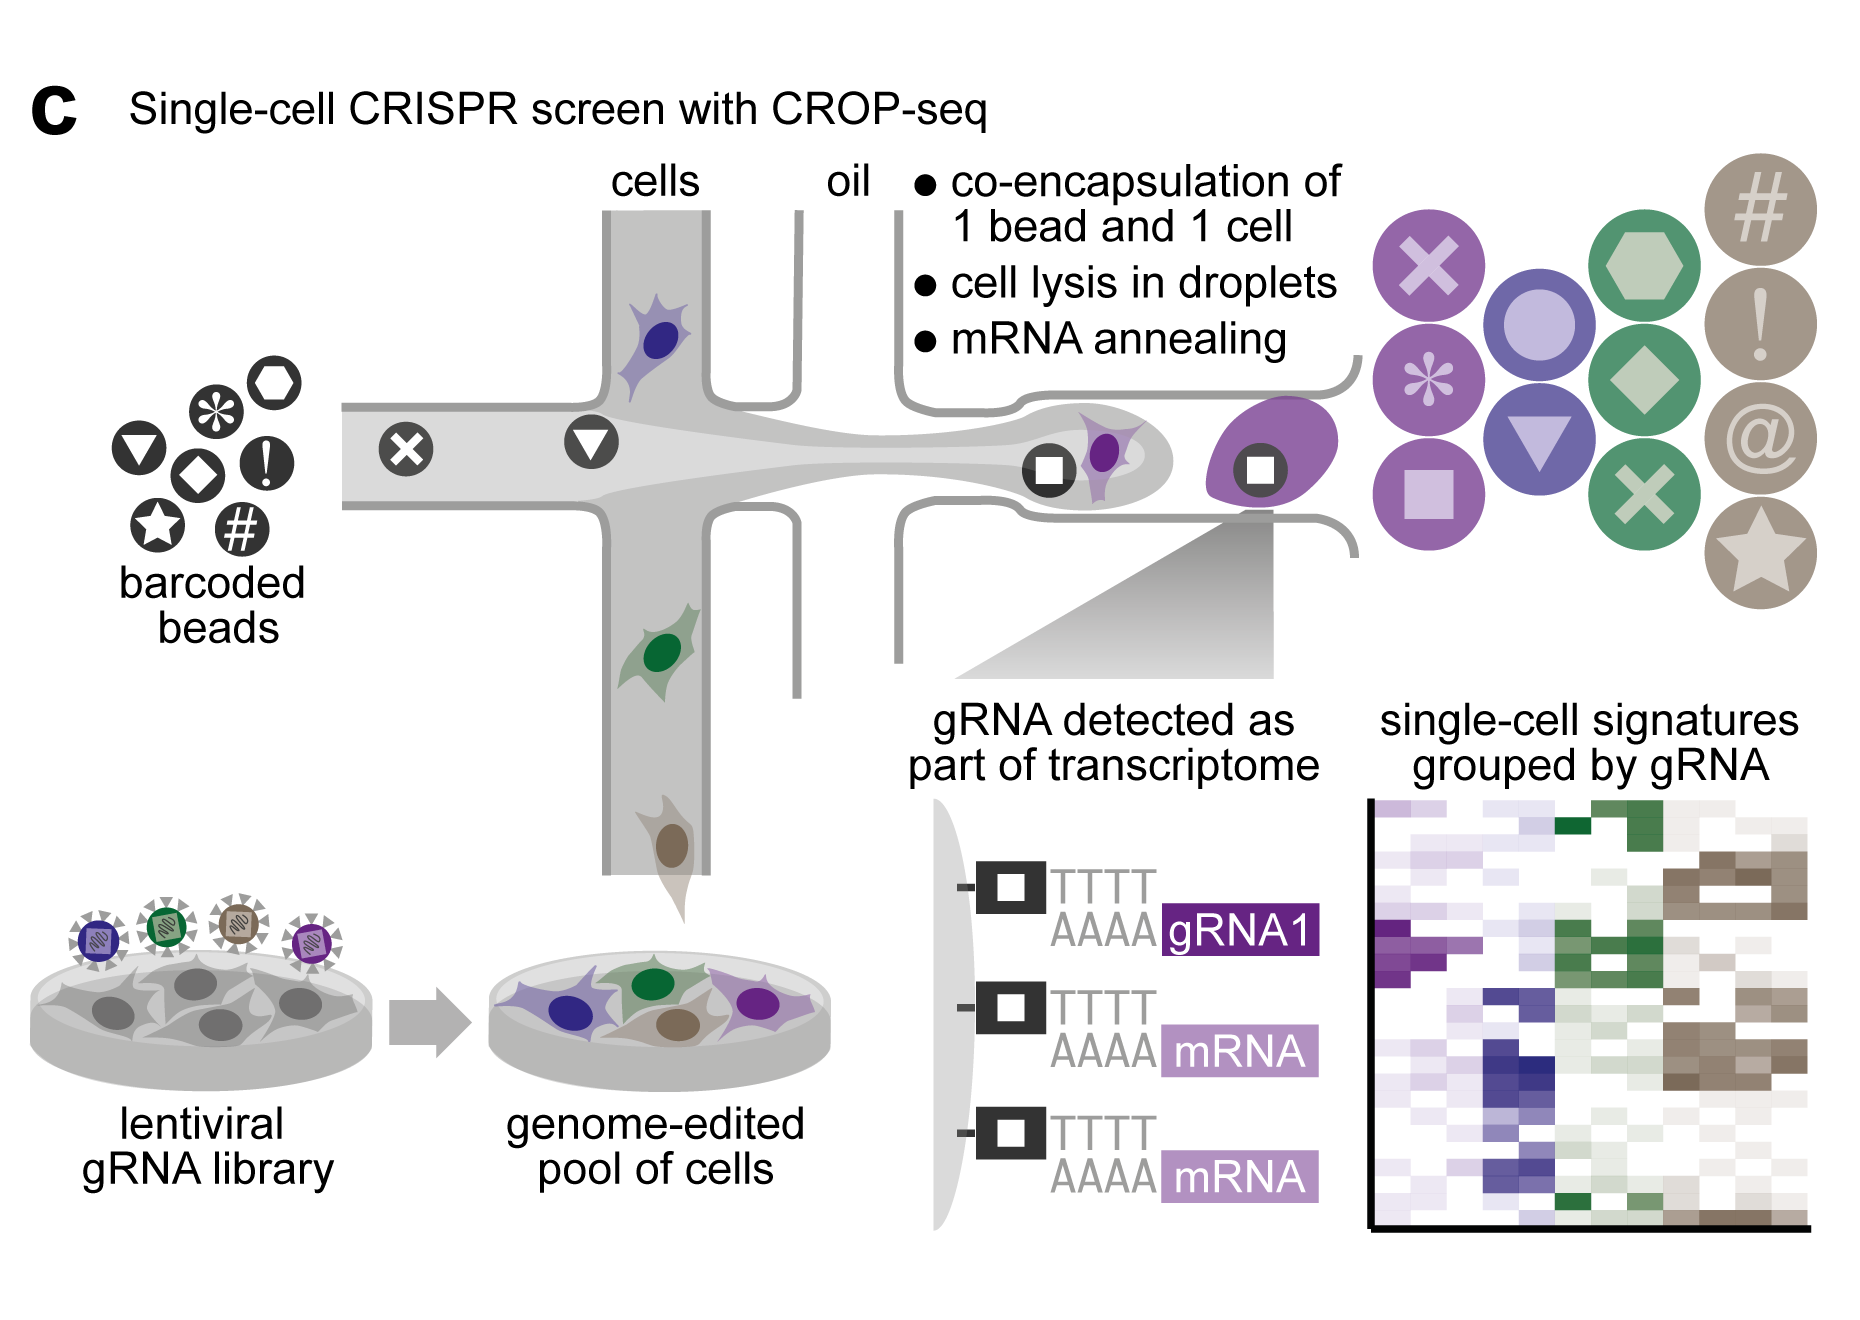 c Single-cell CRISPR screen with CROP-seq
cells
oil
● co-encapsulation of
1 bead and 1 cell
● cell lysis in droplets
● mRNA annealing
*
!
#
barcoded
beads
*
#
!
@
gRNA detected as
part of transcriptome
single-cell signatures
grouped by gRNA
TTTT
AAAA gRNA1
TTTT
AAAA mRNA
TTTT
AAAA mRNA
lentiviral
gRNA library
genome-edited
pool of cells